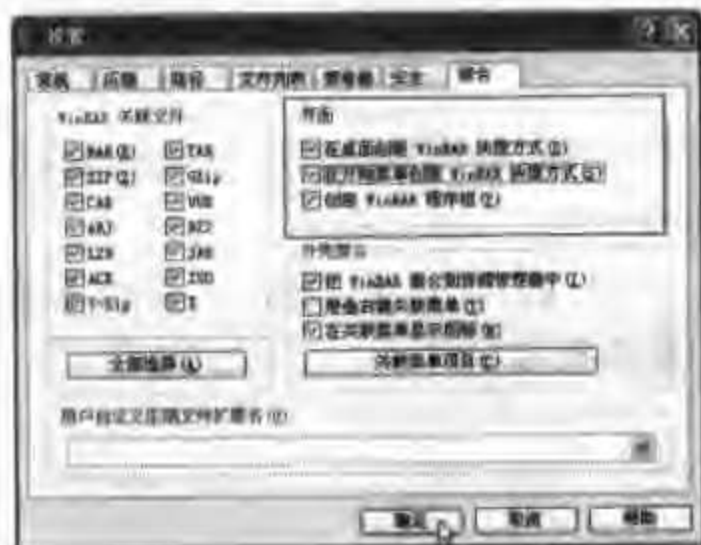 设置
常规 压缩 路径 文件列表 查看器 安全 综合
WinRAR 关联文件
RAR(R) TAR
ZIP(Z) GZip
CAB UUE
ARJ BZ2
LZH JAR
ACE ISO
7-Zip Z
全部选择(A)
界面
在桌面创建 WinRAR 快捷方式(D)
在开始菜单创建 WinRAR 快捷方式(S)
创建 WinRAR 程序组(P)
外壳整合
把 WinRAR 整合到资源管理器中(I)
层叠右键关联菜单(T)
在关联菜单显示图标(N)
关联菜单项目(C)
用户自定义压缩文件扩展名(U)
确定 取消 帮助